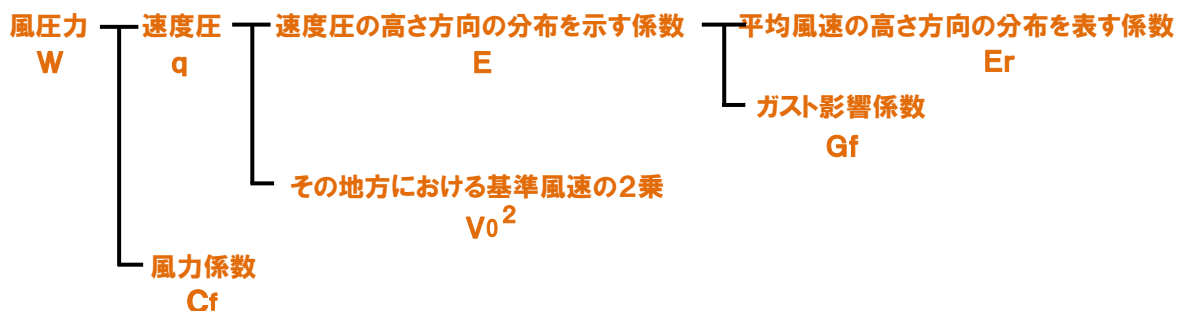 風圧力 速度圧 速度圧の高さ方向の分布を示す係数 平均風速の高さ方向の分布を表す係数
W q E Er
ガスト影響係数
Gf
その地方における基準風速の2乗
V0²
風力係数
Cf